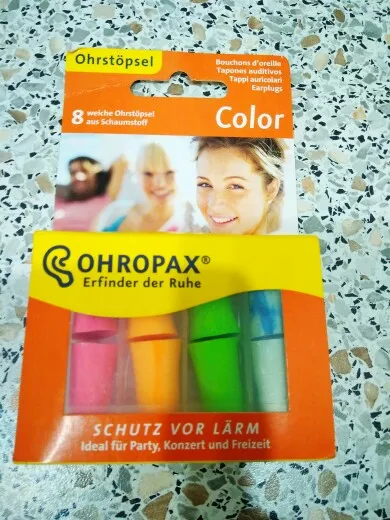 Ohrstöpsel
Bouchons d'oreille
Tapones auditivos
Tappi auricolari
Earplugs
8 weiche Ohrstöpsel
aus Schaumstoff
Color
OHROPAX®
Erfinder der Ruhe
SCHUTZ VOR LÄRM
Ideal für Party, Konzert und Freizeit